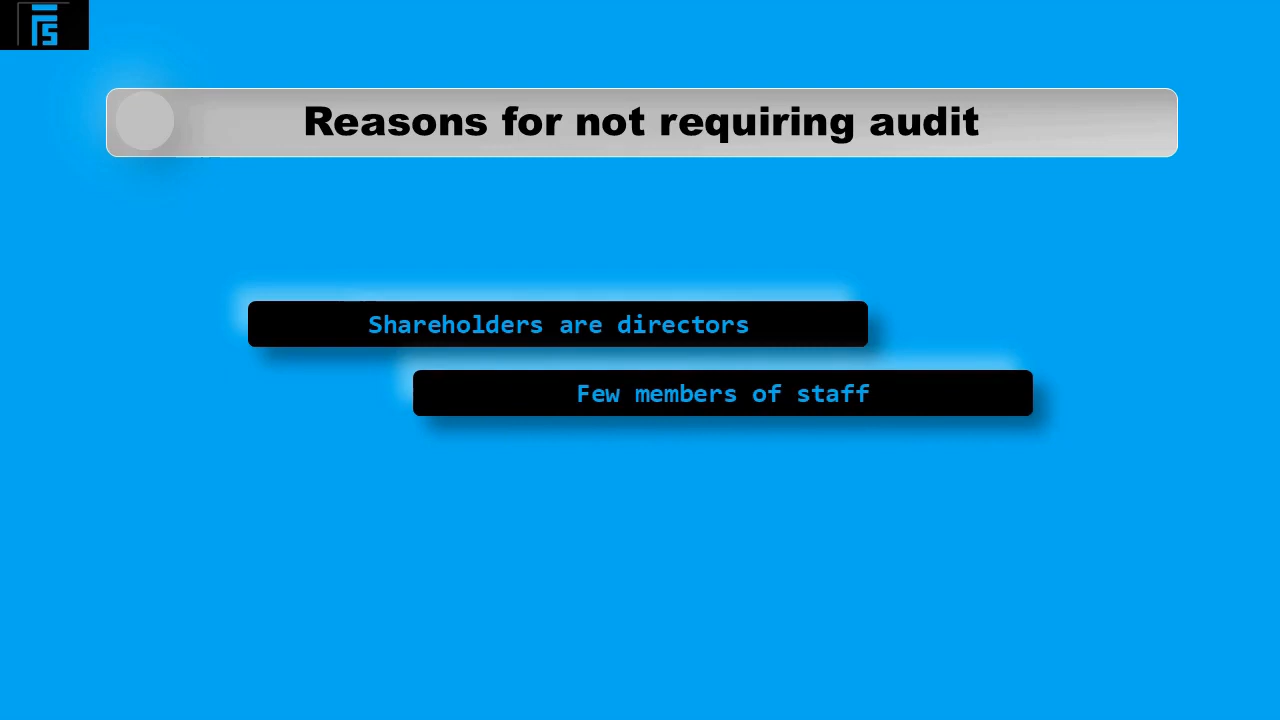 Reasons for not requiring audit
Shareholders are directors
Few members of staff